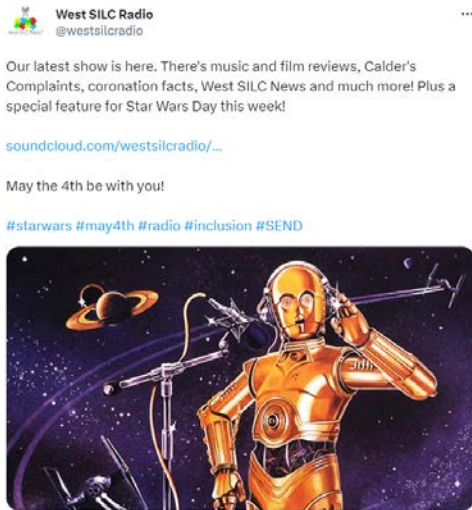 West SILC Radio
@westsilcradio
Our latest show is here. There's music and film reviews, Calder's
Complaints, coronation facts, West SILC News and much more! Plus a
special feature for Star Wars Day this week!
soundcloud.com/westsilcradio/...
May the 4th be with you!
#starwars #may4th #radio #inclusion #SEND